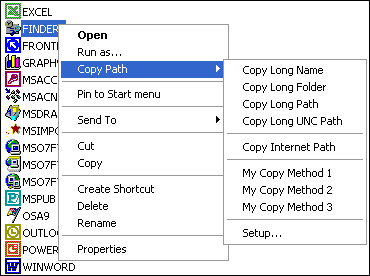 EXCEL
FINDER
FRONT
GRAPH
MSACC
MSACN
MSDRA
MSIMPO
MSO7F
MSO7F
MSO7F
MSPUB
OSA9
OUTLO
POWER
WINWORD
Open
Run as...
Copy Path
Pin to Start menu
Send To
Cut
Copy
Create Shortcut
Delete
Rename
Properties
Copy Long Name
Copy Long Folder
Copy Long Path
Copy Long UNC Path
Copy Internet Path
My Copy Method 1
My Copy Method 2
My Copy Method 3
Setup...